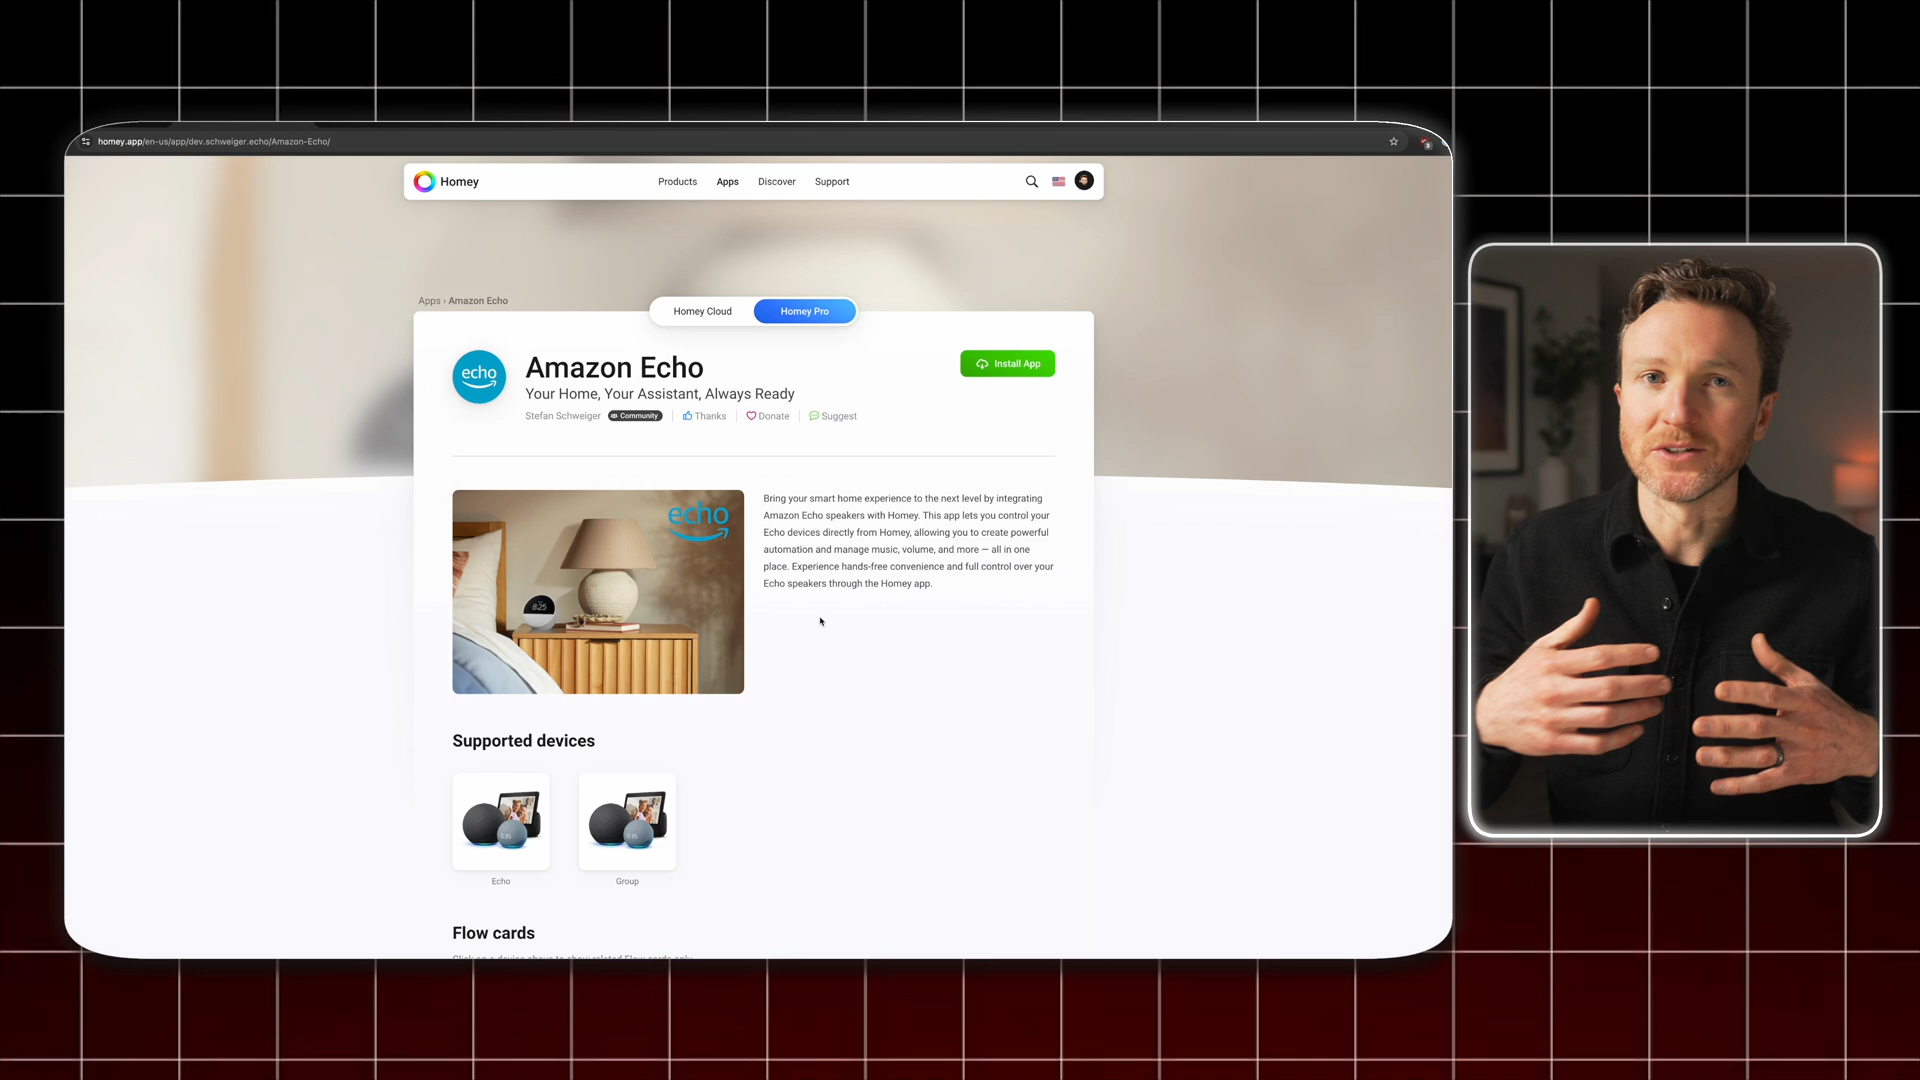 homey.app/en-us/app/dev.schweiger.echo/Amazon-Echo/
Homey
Products
Apps
Discover
Support
Apps › Amazon Echo
Homey Cloud
Homey Pro
echo
Amazon Echo
Install App
Your Home, Your Assistant, Always Ready
Stefan Schweiger
Community
Thanks
Donate
Suggest
echo
8:25
Bring your smart home experience to the next level by integrating
Amazon Echo speakers with Homey. This app lets you control your
Echo devices directly from Homey, allowing you to create powerful
automation and manage music, volume, and more — all in one
place. Experience hands-free convenience and full control over your
Echo speakers through the Homey app.
Supported devices
Echo
Group
Flow cards